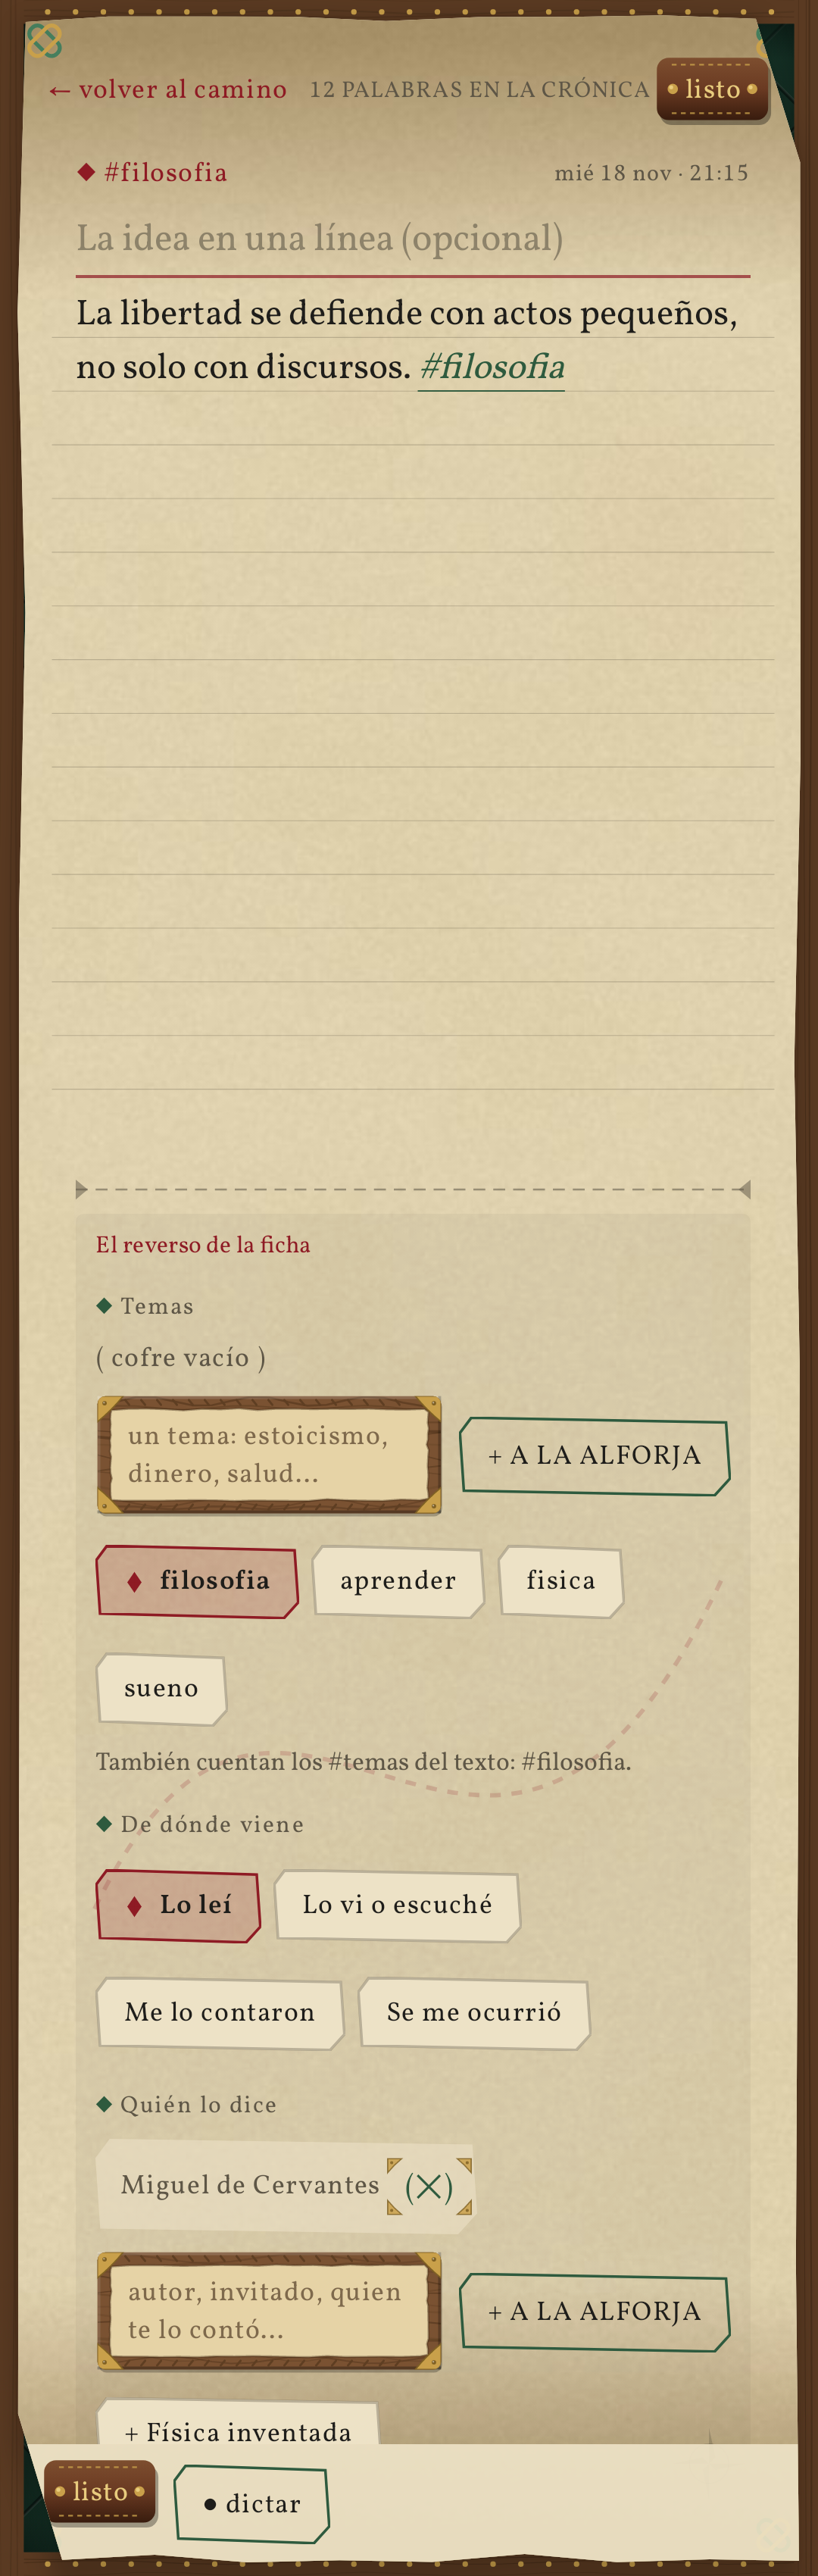 ← volver al camino 12 PALABRAS EN LA CRÓNICA listo
#filosofia mié 18 nov · 21:15
La idea en una línea (opcional)
La libertad se defiende con actos pequeños,
no solo con discursos. #filosofia
El reverso de la ficha
Temas
( cofre vacío )
un tema: estoicismo,
dinero, salud...
+ A LA ALFORJA
filosofia aprender fisica
sueno
También cuentan los #temas del texto: #filosofia.
De dónde viene
Lo leí Lo vi o escuché
Me lo contaron Se me ocurrió
Quién lo dice
Miguel de Cervantes (×)
autor, invitado, quien
te lo contó...
+ A LA ALFORJA
+ Física inventada
listo ● dictar